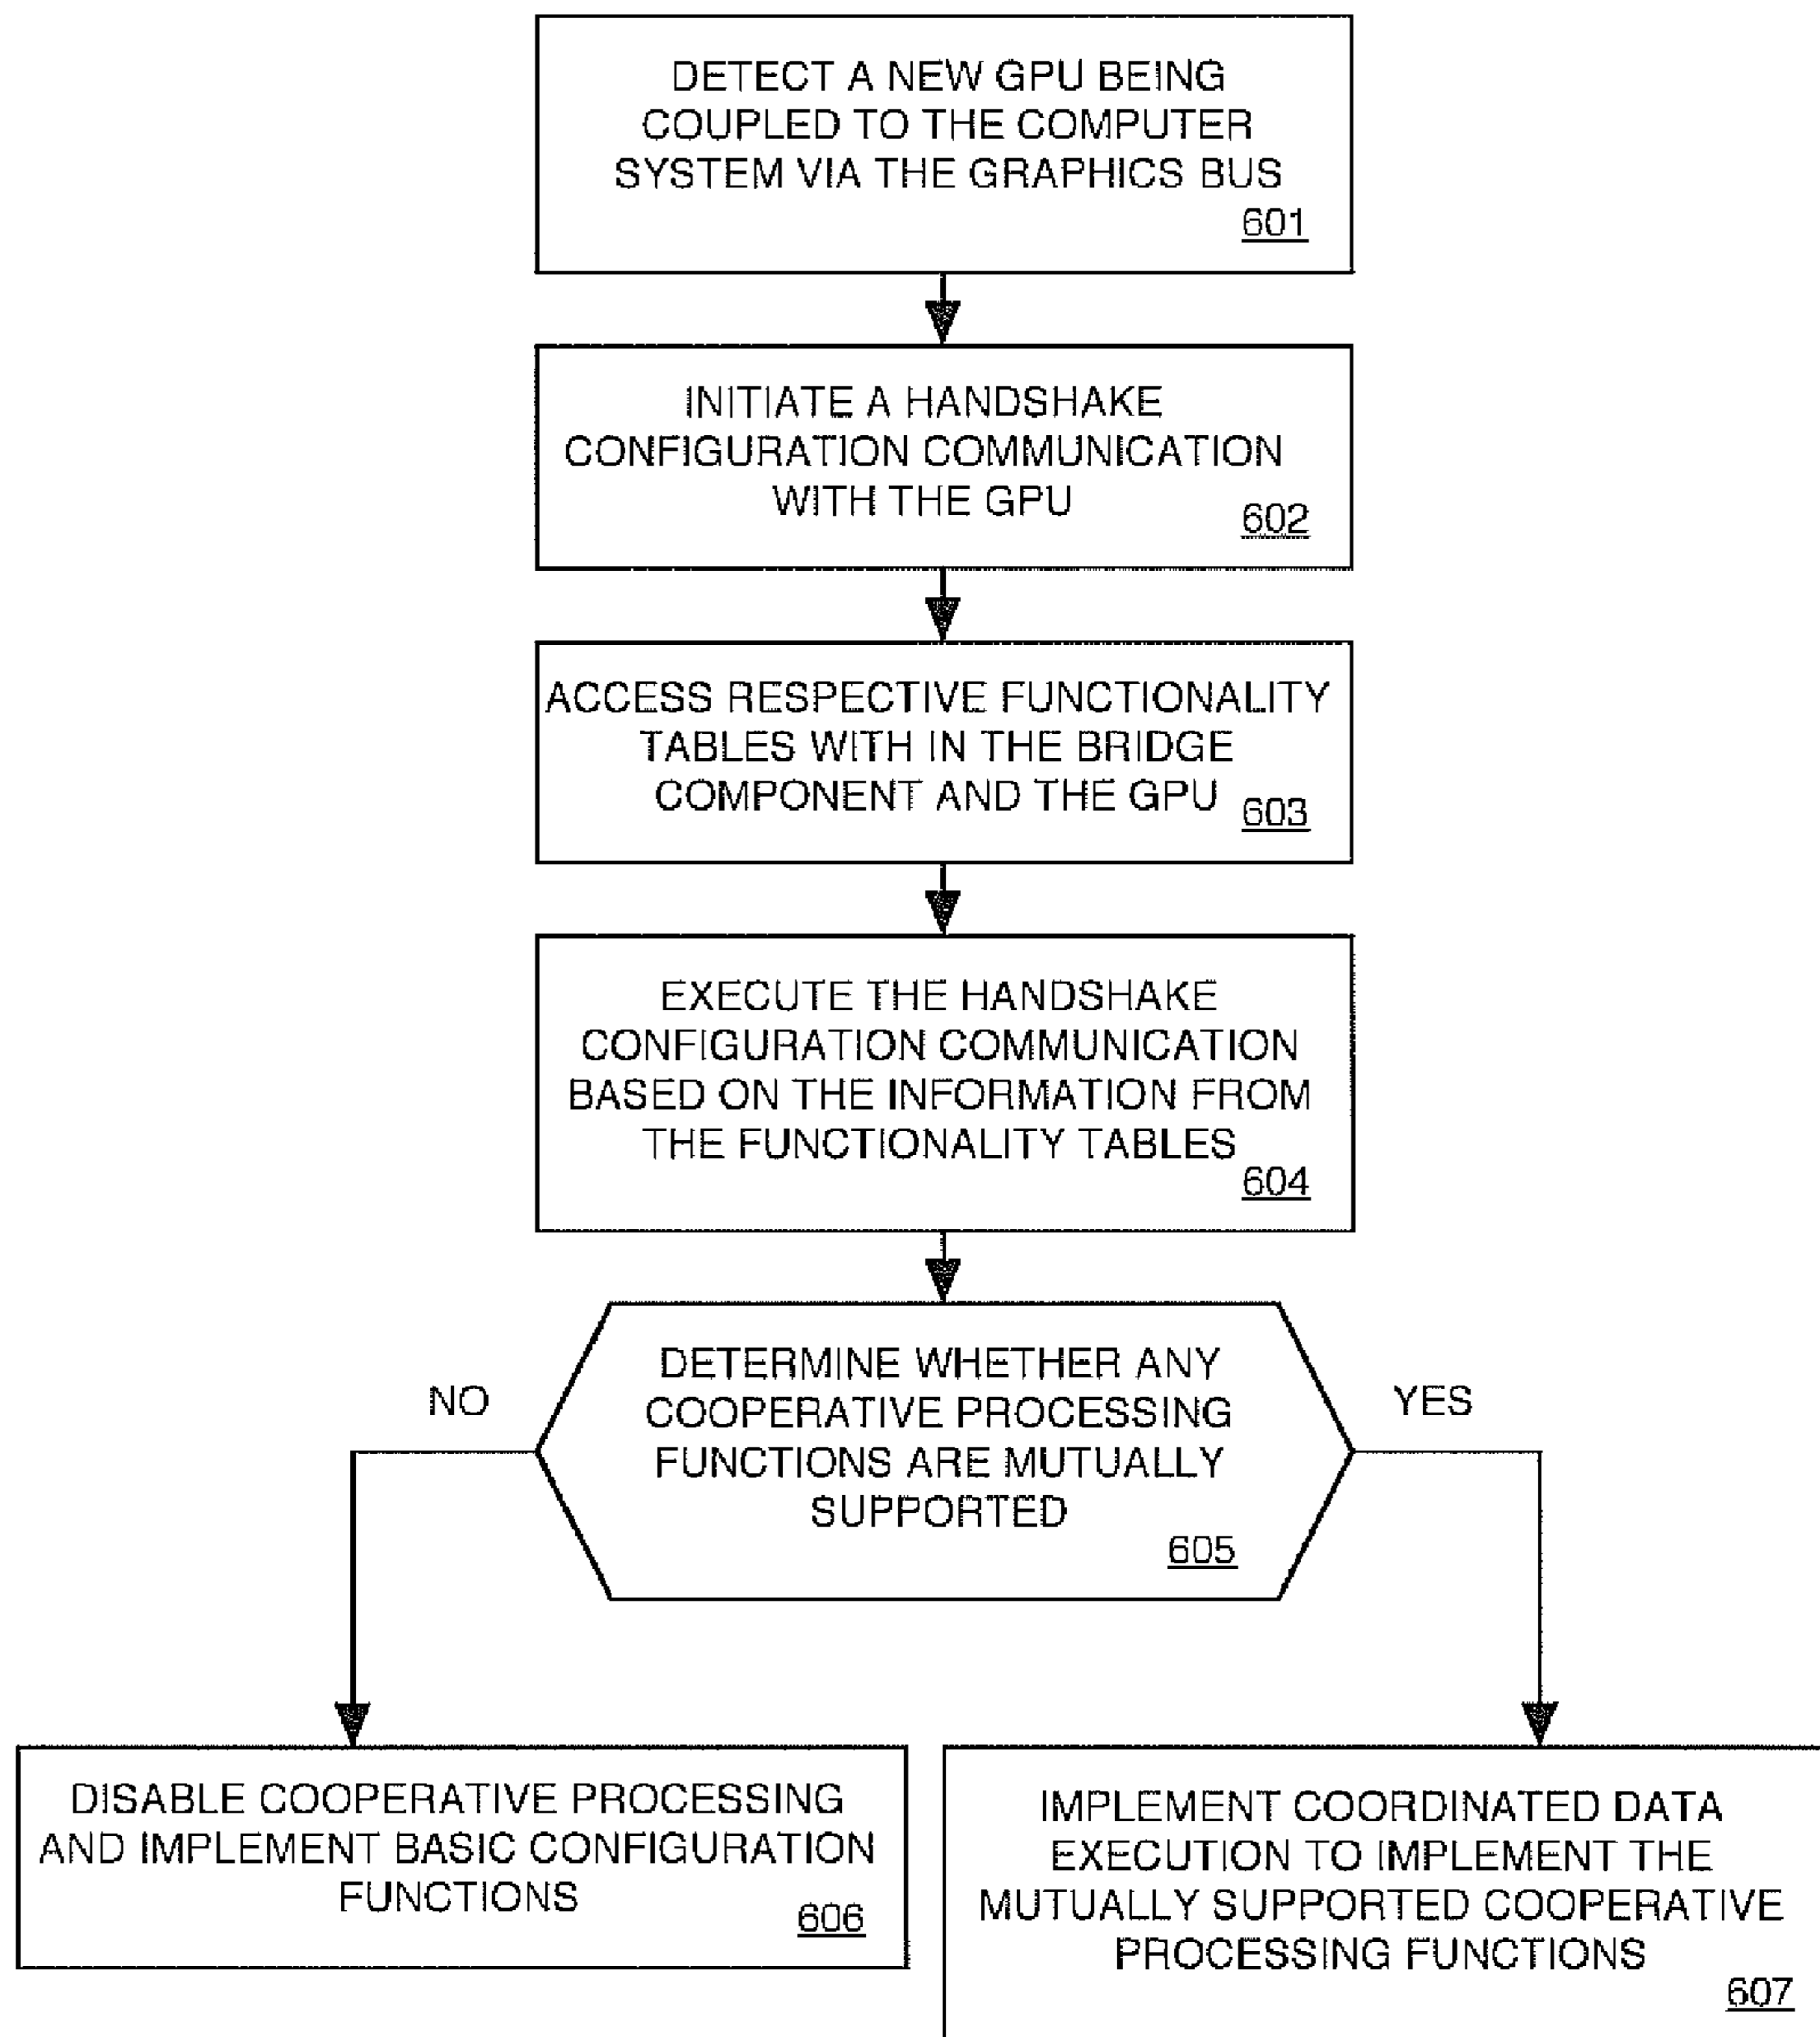 DETECT A NEW GPU BEING
COUPLED TO THE COMPUTER
SYSTEM VIA THE GRAPHICS BUS
601
INITIATE A HANDSHAKE
CONFIGURATION COMMUNICATION
WITH THE GPU
602
ACCESS RESPECTIVE FUNCTIONALITY
TABLES WITH IN THE BRIDGE
COMPONENT AND THE GPU
603
EXECUTE THE HANDSHAKE
CONFIGURATION COMMUNICATION
BASED ON THE INFORMATION FROM
THE FUNCTIONALITY TABLES
604
DETERMINE WHETHER ANY
COOPERATIVE PROCESSING
FUNCTIONS ARE MUTUALLY
SUPPORTED
605
NO
YES
DISABLE COOPERATIVE PROCESSING
AND IMPLEMENT BASIC CONFIGURATION
FUNCTIONS
606
IMPLEMENT COORDINATED DATA
EXECUTION TO IMPLEMENT THE
MUTUALLY SUPPORTED COOPERATIVE
PROCESSING FUNCTIONS
607